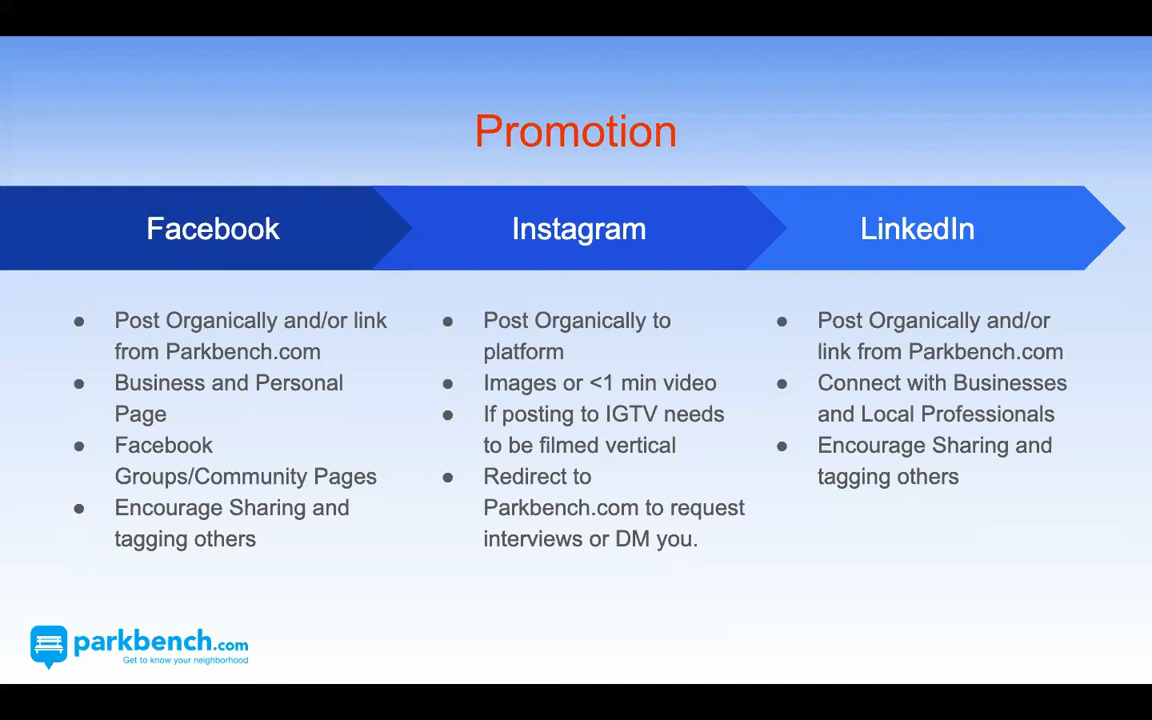 Promotion
Facebook
Instagram
LinkedIn
● Post Organically and/or link
from Parkbench.com
● Business and Personal
Page
● Facebook
Groups/Community Pages
● Encourage Sharing and
tagging others
● Post Organically to
platform
● Images or <1 min video
● If posting to IGTV needs
to be filmed vertical
● Redirect to
Parkbench.com to request
interviews or DM you.
● Post Organically and/or
link from Parkbench.com
● Connect with Businesses
and Local Professionals
● Encourage Sharing and
tagging others
parkbench.com
Get to know your neighborhood